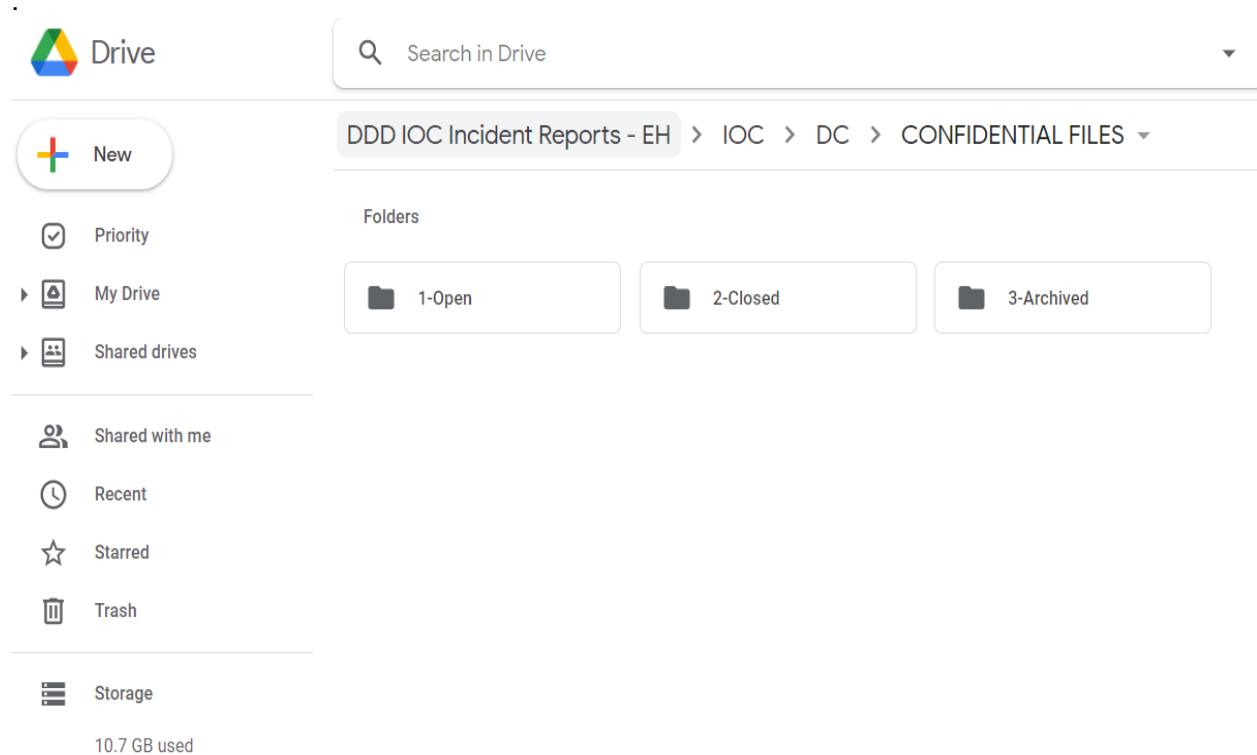 .
Drive
Search in Drive
DDD IOC Incident Reports - EH > IOC > DC > CONFIDENTIAL FILES
New
Folders
Priority
1-Open
2-Closed
3-Archived
My Drive
Shared drives
Shared with me
Recent
Starred
Trash
Storage
10.7 GB used